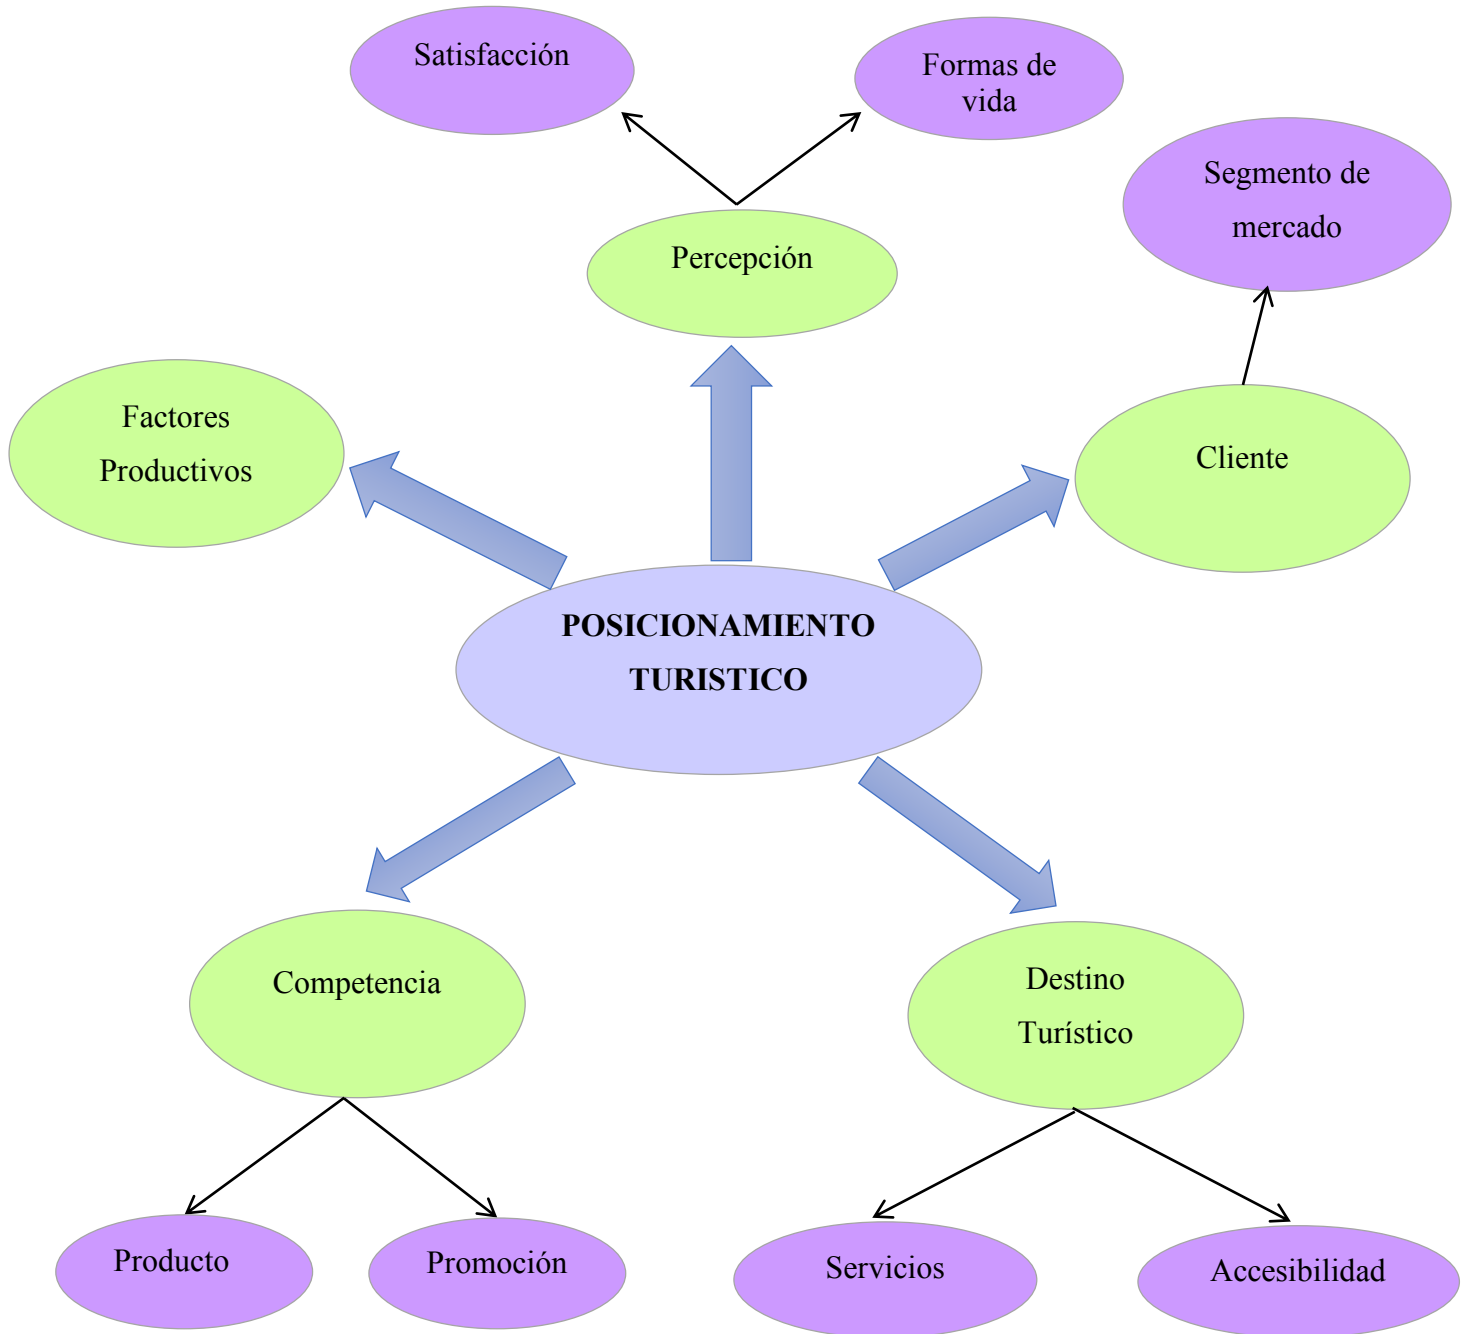 Satisfacción
Formas de
vida
Segmento de
mercado
Percepción
Factores
Productivos
Cliente
POSICIONAMIENTO
TURISTICO
Competencia
Destino
Turístico
Producto
Promoción
Servicios
Accesibilidad